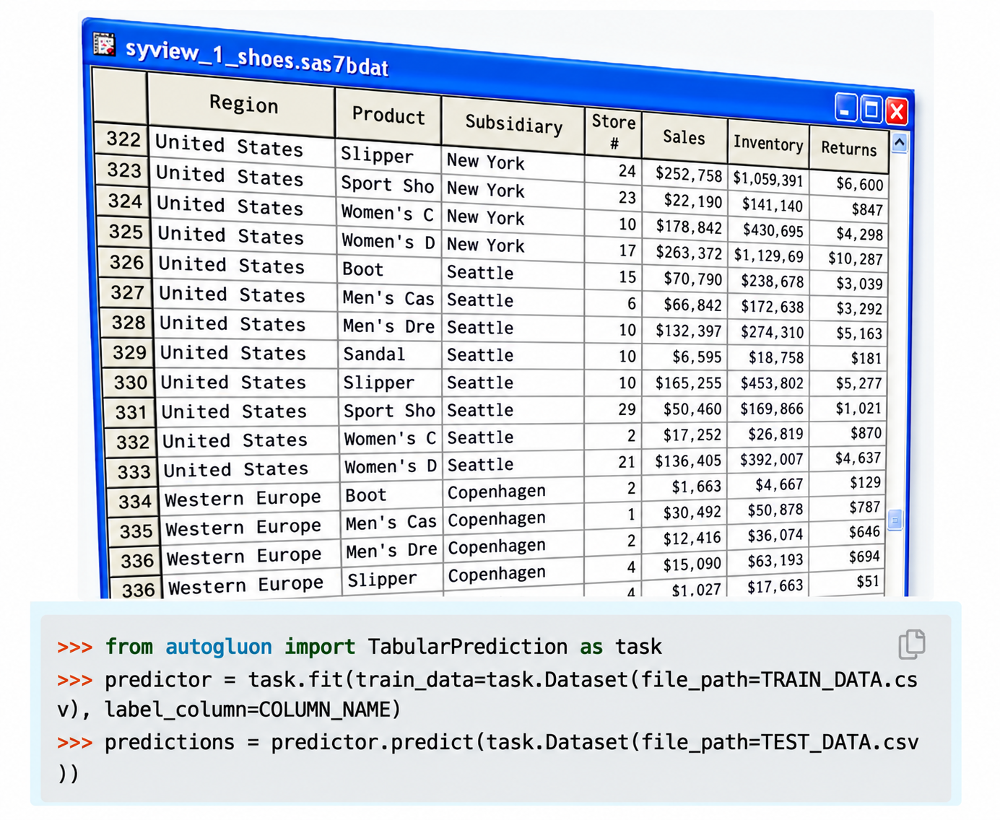 syview_1_shoes.sas7bdat
Region Product Subsidiary Store # Sales Inventory Returns
322 United States Slipper New York 24 $252,758 $1,059,391 $6,600
323 United States Sport Sho New York 23 $22,190 $141,140 $847
324 United States Women's C New York 10 $178,842 $430,695 $4,298
325 United States Women's D New York 17 $263,372 $1,129,69 $10,287
326 United States Boot Seattle 15 $70,790 $238,678 $3,039
327 United States Men's Cas Seattle 6 $66,842 $172,638 $3,292
328 United States Men's Dre Seattle 10 $132,397 $274,310 $5,163
329 United States Sandal Seattle 10 $6,595 $18,758 $181
330 United States Slipper Seattle 10 $165,255 $453,802 $5,277
331 United States Sport Sho Seattle 29 $50,460 $169,866 $1,021
332 United States Women's C Seattle 2 $17,252 $26,819 $870
333 United States Women's D Seattle 21 $136,405 $392,007 $4,637
334 Western Europe Boot Copenhagen 2 $1,663 $4,667 $129
335 Western Europe Men's Cas Copenhagen 1 $30,492 $50,878 $787
336 Western Europe Men's Dre Copenhagen 2 $12,416 $36,074 $646
336 Western Europe Slipper Copenhagen 4 $15,090 $63,193 $694
4 $1,027 $17,663 $51
>>> from autogluon import TabularPrediction as task
>>> predictor = task.fit(train_data=task.Dataset(file_path=TRAIN_DATA.cs
v), label_column=COLUMN_NAME)
>>> predictions = predictor.predict(task.Dataset(file_path=TEST_DATA.csv
))